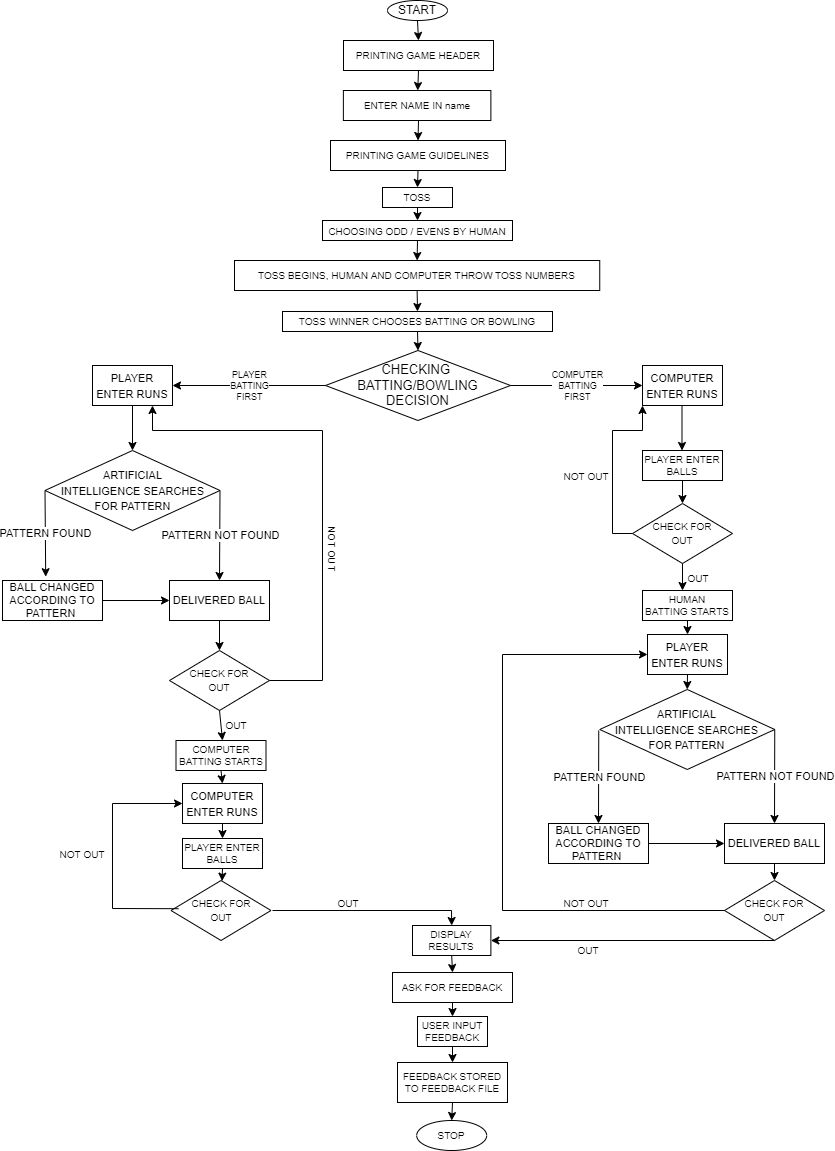 START
PRINTING GAME HEADER
ENTER NAME IN name
PRINTING GAME GUIDELINES
TOSS
CHOOSING ODD / EVENS BY HUMAN
TOSS BEGINS, HUMAN AND COMPUTER THROW TOSS NUMBERS
TOSS WINNER CHOOSES BATTING OR BOWLING
CHECKING
BATTING/BOWLING
DECISION
PLAYER
BATTING
FIRST
PLAYER
ENTER RUNS
ARTIFICIAL
INTELLIGENCE SEARCHES
FOR PATTERN
PATTERN FOUND
PATTERN NOT FOUND
BALL CHANGED
ACCORDING TO
PATTERN
DELIVERED BALL
NOT OUT
CHECK FOR
OUT
OUT
COMPUTER
BATTING STARTS
COMPUTER
ENTER RUNS
PLAYER ENTER
BALLS
NOT OUT
CHECK FOR
OUT
OUT
COMPUTER
BATTING
FIRST
COMPUTER
ENTER RUNS
PLAYER ENTER
BALLS
NOT OUT
CHECK FOR
OUT
OUT
HUMAN
BATTING STARTS
PLAYER
ENTER RUNS
ARTIFICIAL
INTELLIGENCE SEARCHES
FOR PATTERN
PATTERN FOUND
PATTERN NOT FOUND
BALL CHANGED
ACCORDING TO
PATTERN
DELIVERED BALL
NOT OUT
CHECK FOR
OUT
OUT
DISPLAY
RESULTS
ASK FOR FEEDBACK
USER INPUT
FEEDBACK
FEEDBACK STORED
TO FEEDBACK FILE
STOP